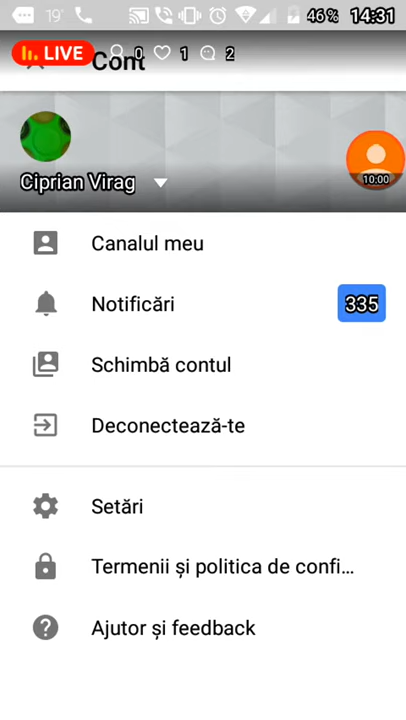 19° 46% 14:31
LIVE 0 1 2
Cont
10:00
Ciprian Virag
Canalul meu
Notificări 335
Schimbă contul
Deconectează-te
Setări
Termenii și politica de confi...
Ajutor și feedback